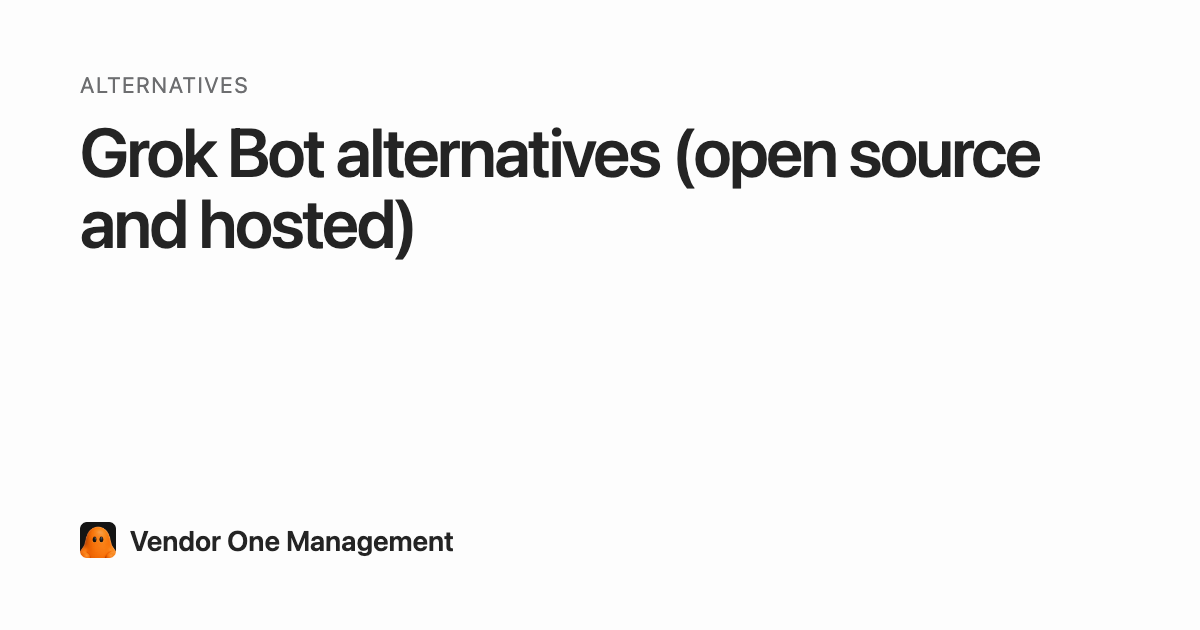 ALTERNATIVES
Grok Bot alternatives (open source
and hosted)
Vendor One Management